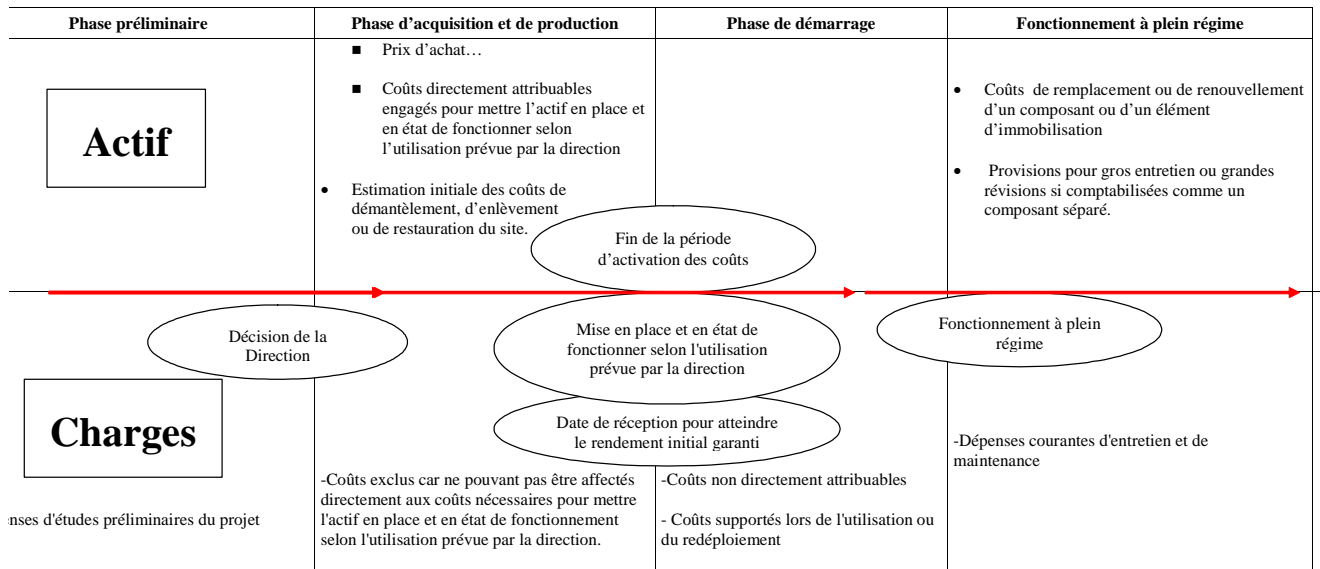 Phase préliminaire
Phase d'acquisition et de production
Phase de démarrage
Fonctionnement à plein régime
Actif
■ Prix d'achat…
■ Coûts directement attribuables
engagés pour mettre l'actif en place et
en état de fonctionner selon
l'utilisation prévue par la direction
• Estimation initiale des coûts de
démantèlement, d'enlèvement
ou de restauration du site.
• Coûts de remplacement ou de renouvellement
d'un composant ou d'un élément
d'immobilisation
• Provisions pour gros entretien ou grandes
révisions si comptabilisées comme un
composant séparé.
Fin de la période
d'activation des coûts
Décision de la
Direction
Mise en place et en état de
fonctionner selon l'utilisation
prévue par la direction
Fonctionnement à plein
régime
Date de réception pour atteindre
le rendement initial garanti
Charges
d'études préliminaires du projet
-Coûts exclus car ne pouvant pas être affectés
directement aux coûts nécessaires pour mettre
l'actif en place et en état de fonctionnement
selon l'utilisation prévue par la direction.
-Coûts non directement attribuables
- Coûts supportés lors de l'utilisation ou
du redéploiement
-Dépenses courantes d'entretien et de
maintenance